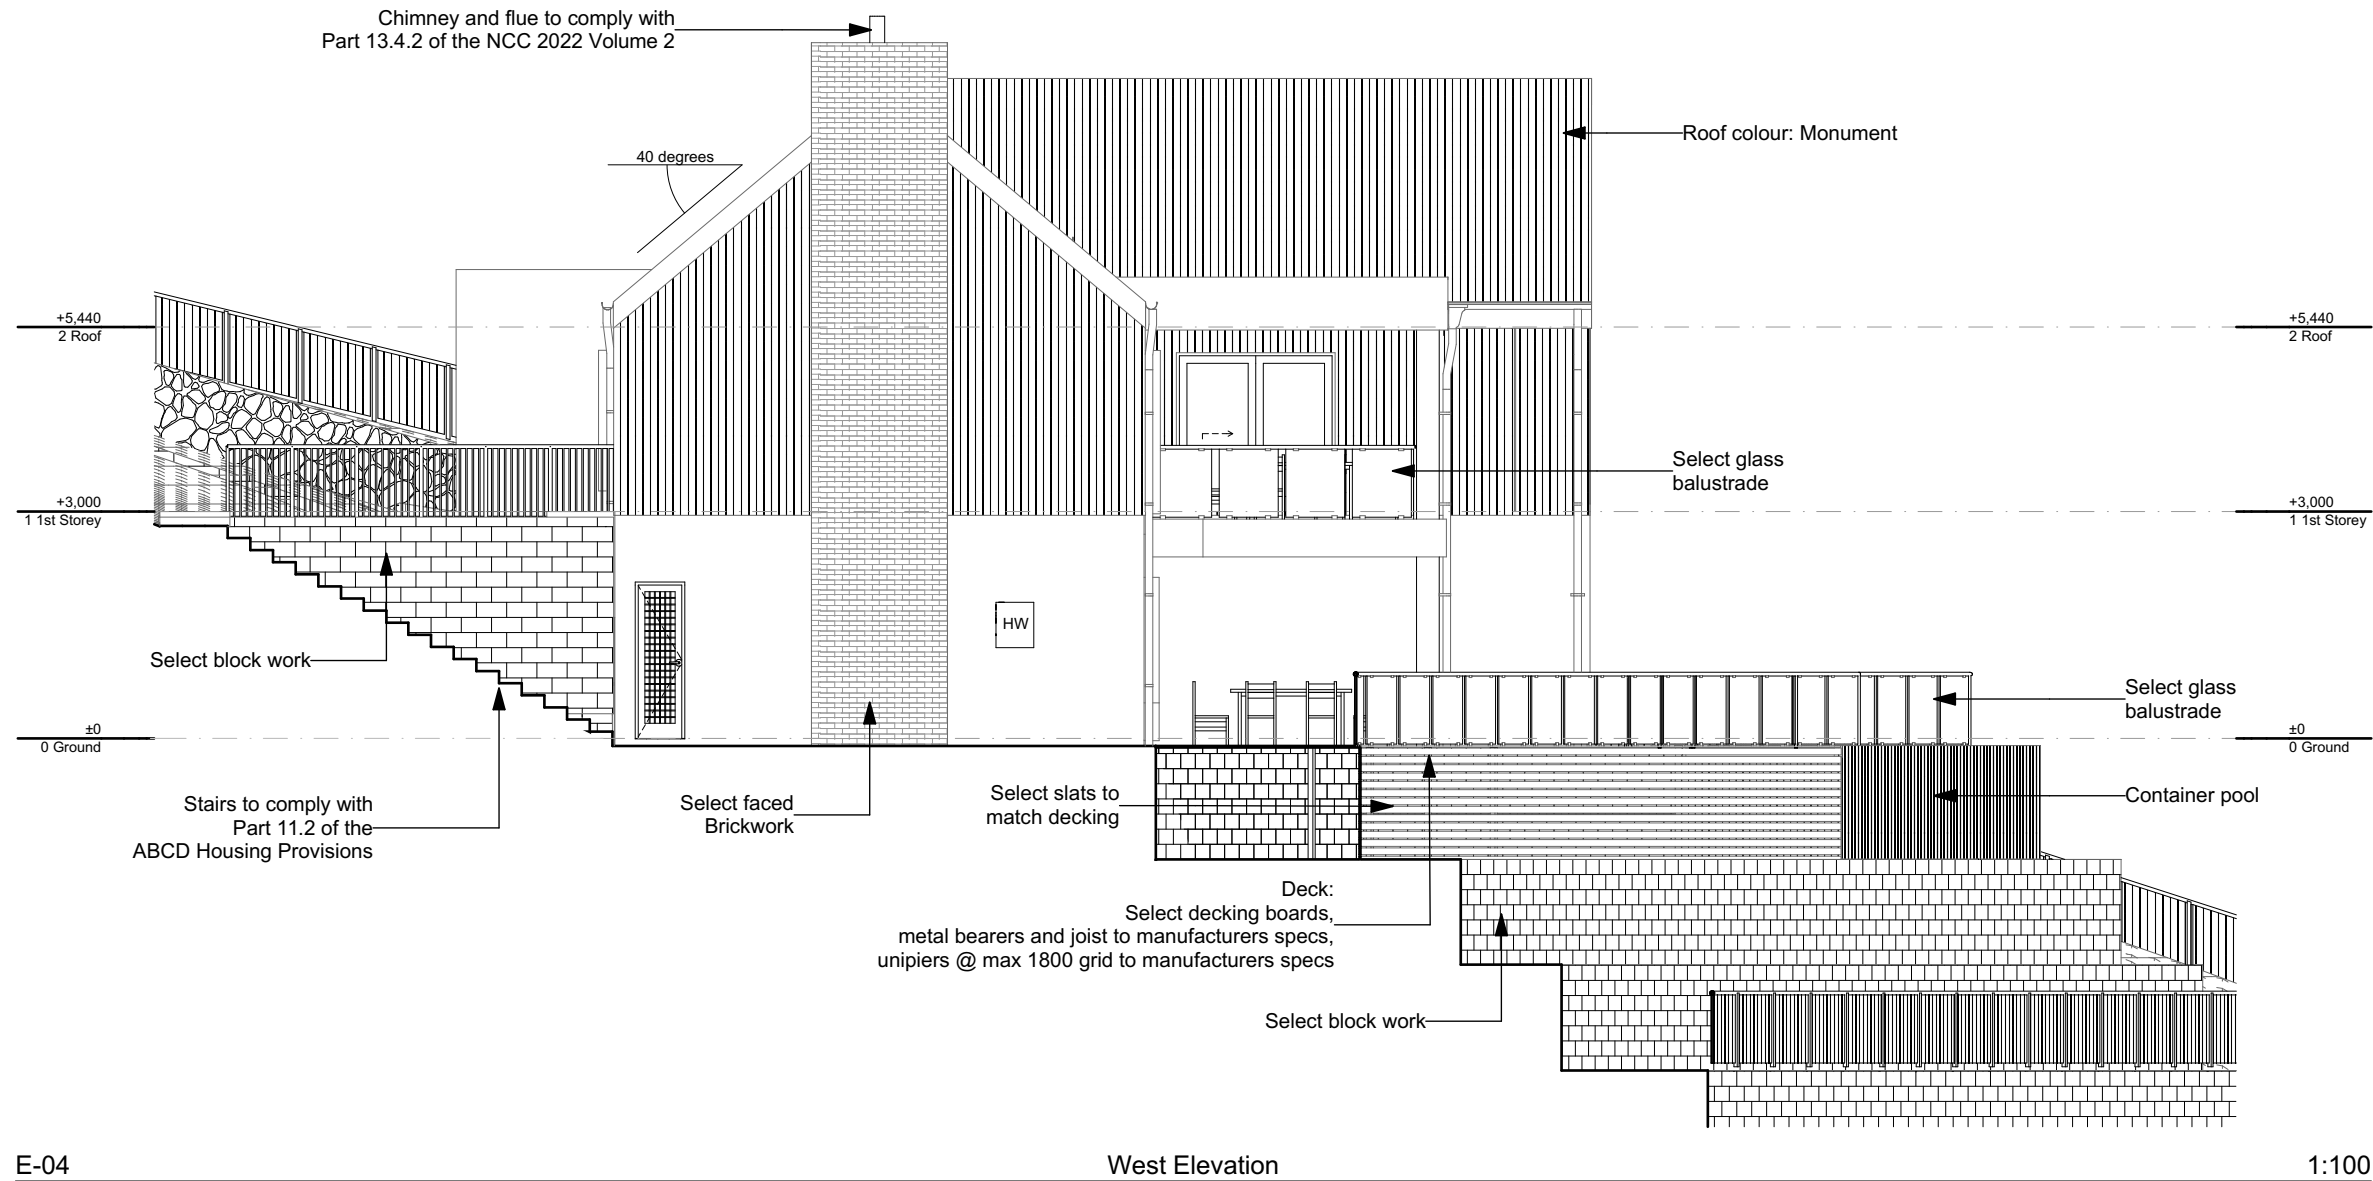 Chimney and flue to comply with
Part 13.4.2 of the NCC 2022 Volume 2
Roof colour: Monument
40 degrees
+5,440
2 Roof
+5,440
2 Roof
Select glass
balustrade
+3,000
1 1st Storey
+3,000
1 1st Storey
HW
Select block work
Select glass
balustrade
±0
0 Ground
±0
0 Ground
Stairs to comply with
Part 11.2 of the
ABCD Housing Provisions
Select faced
Brickwork
Select slats to
match decking
Container pool
Deck:
Select decking boards,
metal bearers and joist to manufacturers specs,
unipiers @ max 1800 grid to manufacturers specs
Select block work
E-04
West Elevation
1:100